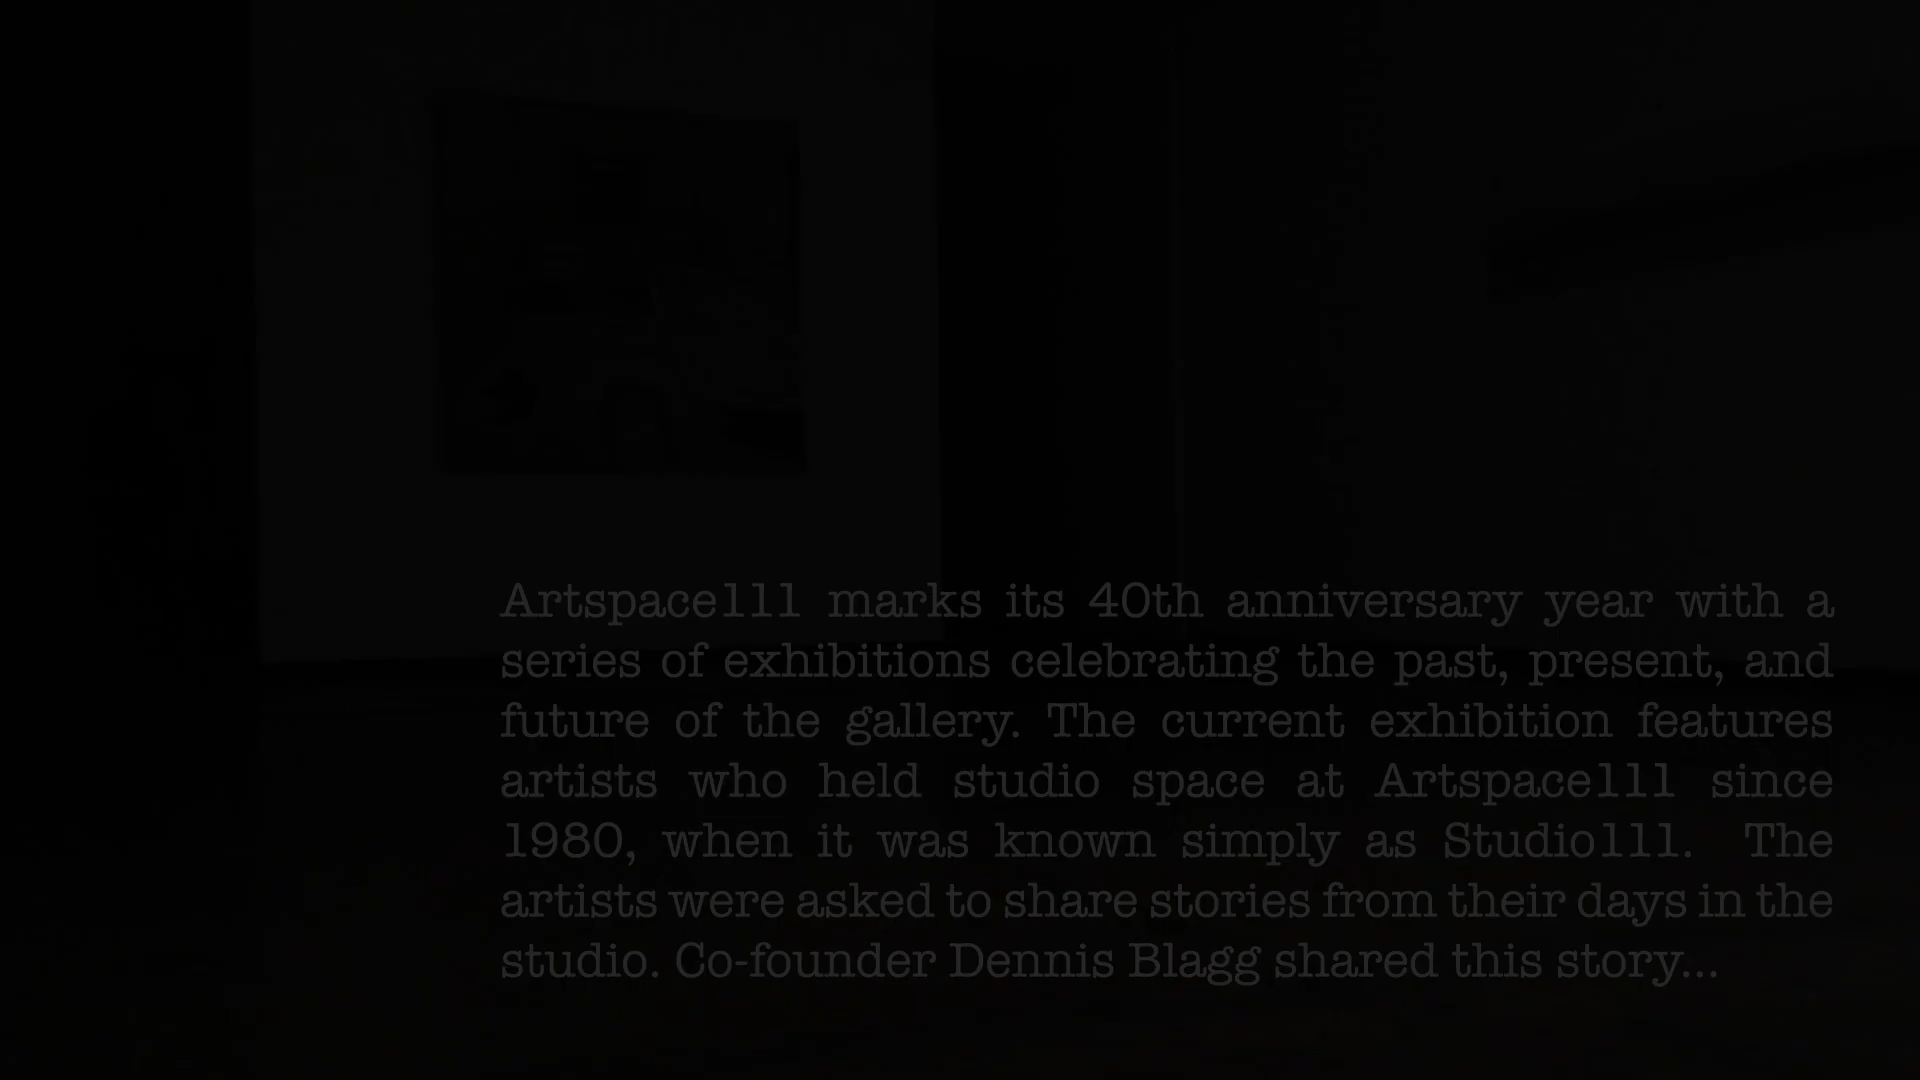 Artspace111 marks its 40th anniversary year with a
series of exhibitions celebrating the past, present, and
future of the gallery. The current exhibition features
artists who held studio space at Artspace111 since
1980, when it was known simply as Studio111.  The
artists were asked to share stories from their days in the
studio. Co-founder Dennis Blagg shared this story...